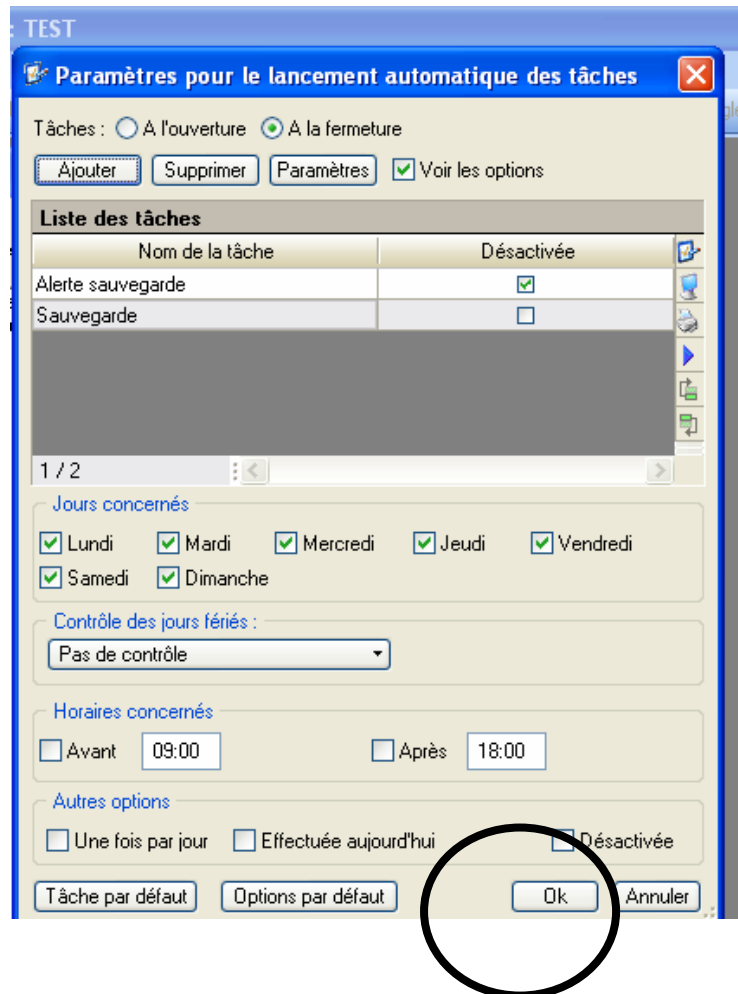 : TEST
Paramètres pour le lancement automatique des tâches
Tâches : A l'ouverture A la fermeture
Ajouter Supprimer Paramètres Voir les options
Liste des tâches
Nom de la tâche Désactivée
Alerte sauvegarde
Sauvegarde
1 / 2
Jours concernés
Lundi Mardi Mercredi Jeudi Vendredi
Samedi Dimanche
Contrôle des jours fériés :
Pas de contrôle
Horaires concernés
Avant 09:00 Après 18:00
Autres options
Une fois par jour Effectuée aujourd'hui Désactivée
Tâche par défaut Options par défaut Ok Annuler